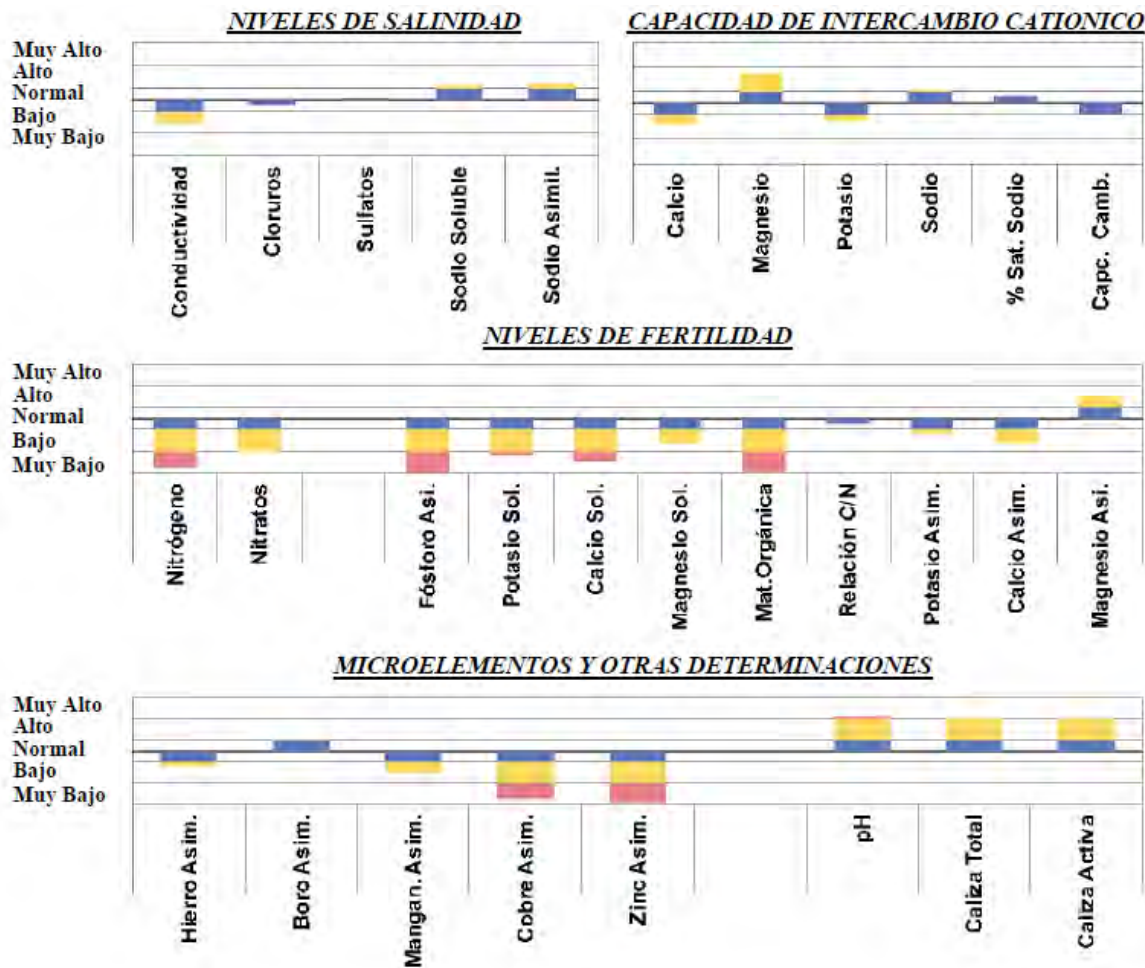 NIVELES DE SALINIDAD
Muy Alto
Alto
Normal
Bajo
Muy Bajo
Conductividad
Cloruros
Sulfatos
Sodio Soluble
Sodio Asimil.
CAPACIDAD DE INTERCAMBIO CATIONICO
Calcio
Magnesio
Potasio
Sodio
% Sat. Sodio
Capc. Camb.
NIVELES DE FERTILIDAD
Muy Alto
Alto
Normal
Bajo
Muy Bajo
Nitrógeno
Nitratos
Fósforo Asi.
Potasio Sol.
Calcio Sol.
Magnesio Sol.
Mat.Orgánica
Relación C/N
Potasio Asim.
Calcio Asim.
Magnesio Asi.
MICROELEMENTOS Y OTRAS DETERMINACIONES
Muy Alto
Alto
Normal
Bajo
Muy Bajo
Hierro Asim.
Boro Asim.
Mangan. Asim.
Cobre Asim.
Zinc Asim.
pH
Caliza Total
Caliza Activa